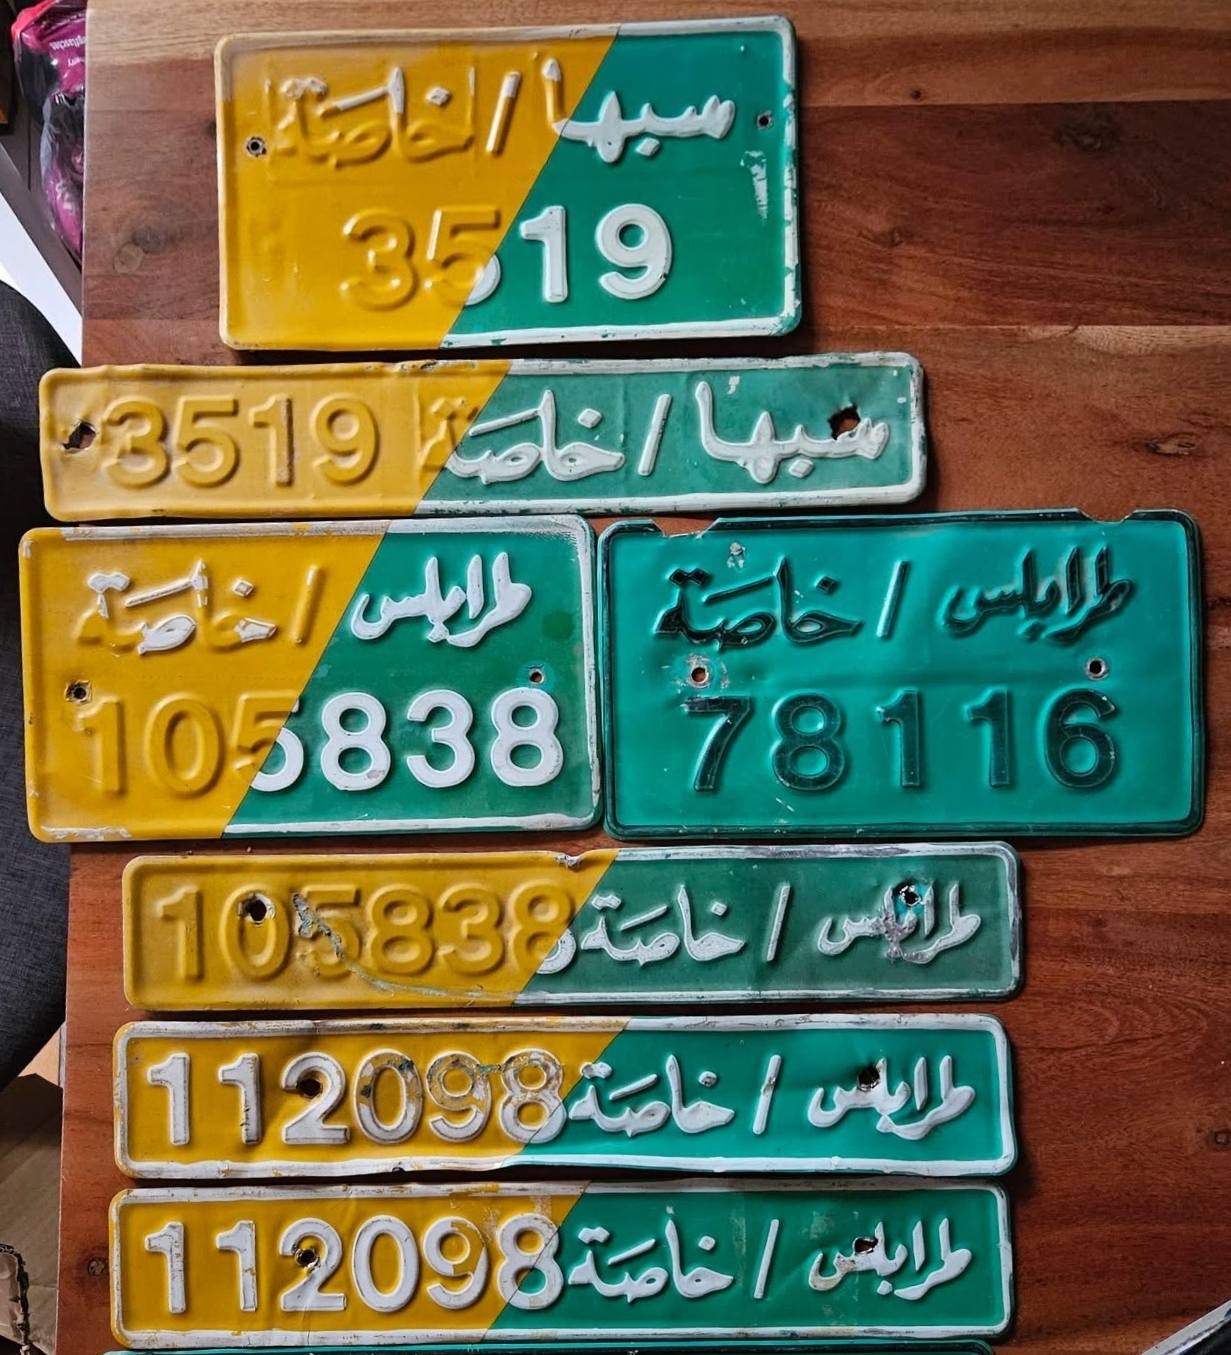 سبها / خاصة
3519
3519 سبها / خاصة
طرابلس / خاصة
105838
طرابلس / خاصة
78116
105838 طرابلس / خاصة
112098 طرابلس / خاصة
112098 طرابلس / خاصة